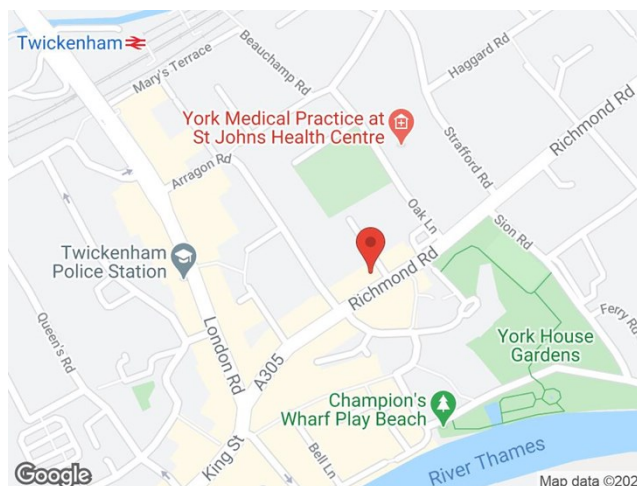 Twickenham
Mary's Terrace
Beauchamp Rd
Haggard Rd
York Medical Practice at
St Johns Health Centre
Strafford Rd
Richmond Rd
Arragon Rd
Oak Ln
Sion Rd
Twickenham
Police Station
Richmond Rd
Ferry Rd
Queen's Rd
London Rd
A305
York House
Gardens
Champion's
Wharf Play Beach
King St
Bell Ln
River Thames
Google
Map data ©202